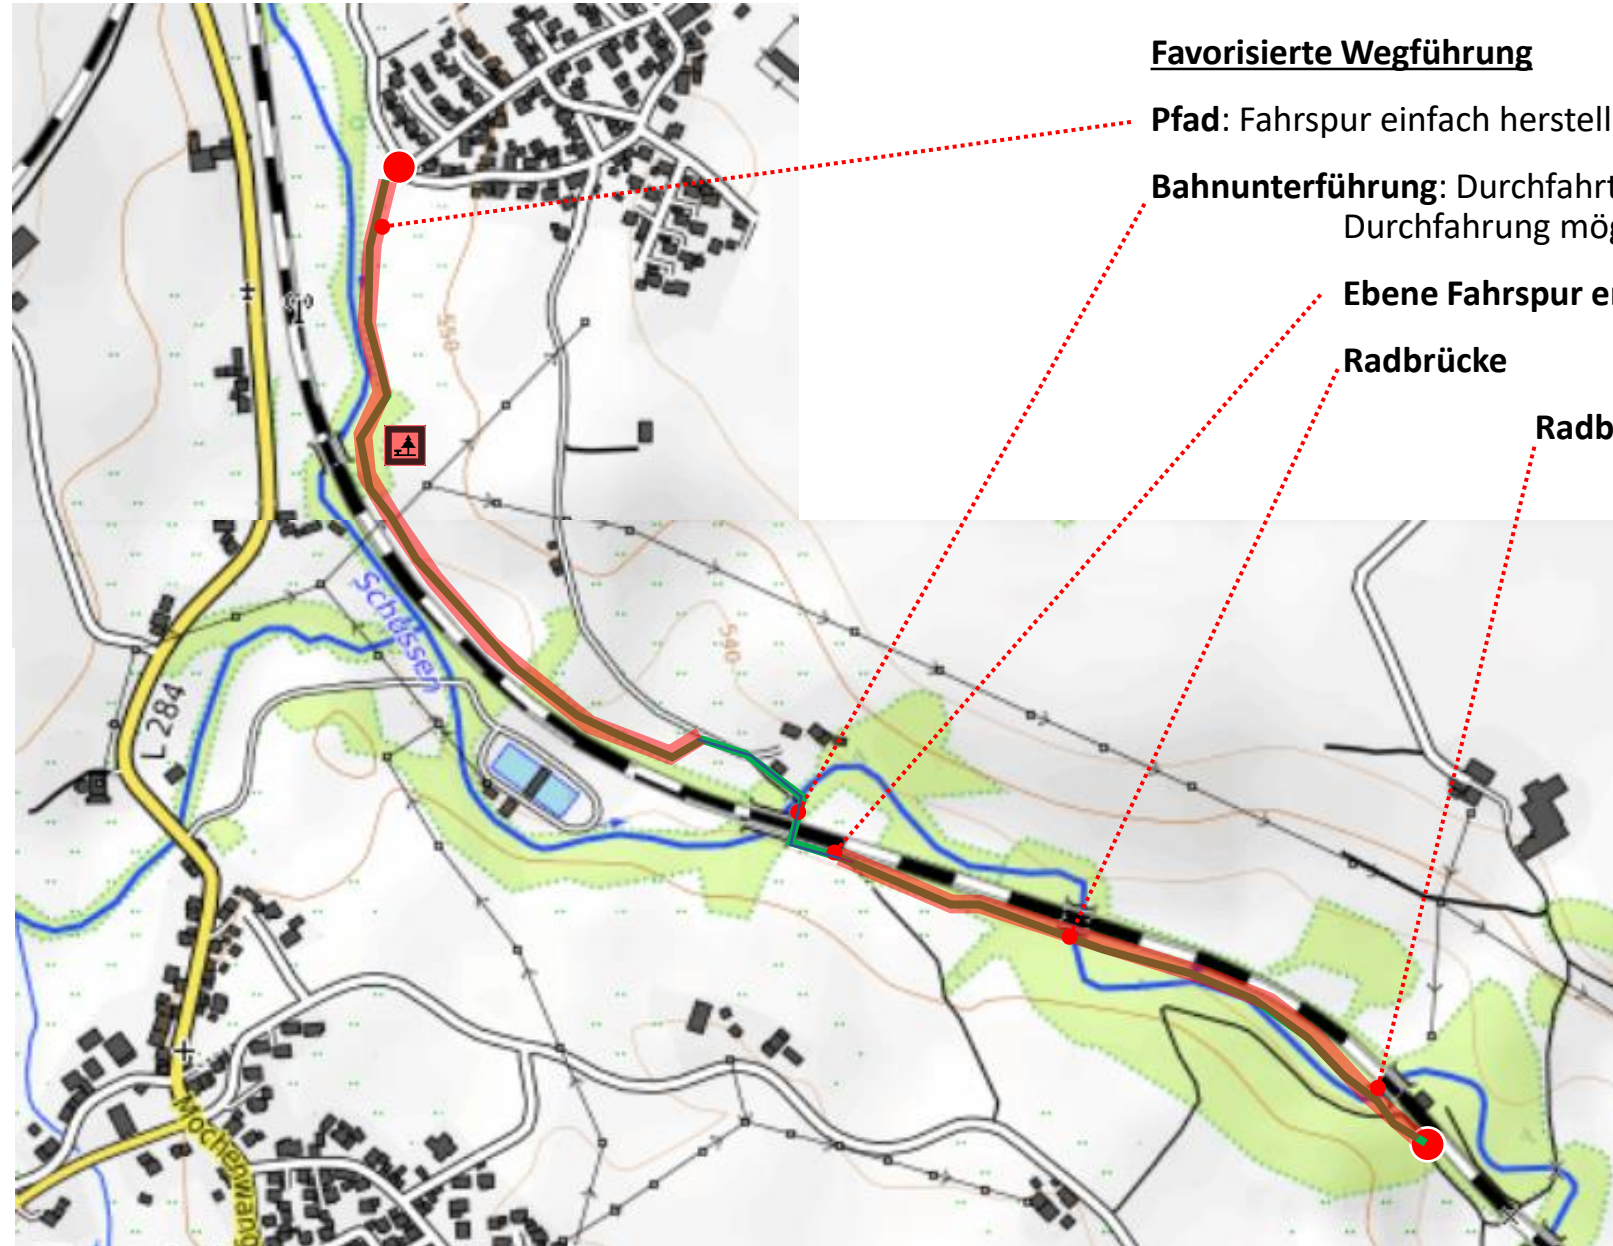 Favorisierte Wegführung
Pfad: Fahrspur einfach herstell
Bahnunterführung: Durchfahrt
Durchfahrung mög
Ebene Fahrspur er
Radbrücke
Radb
550
Schussen
540
L 284
Mochenwang